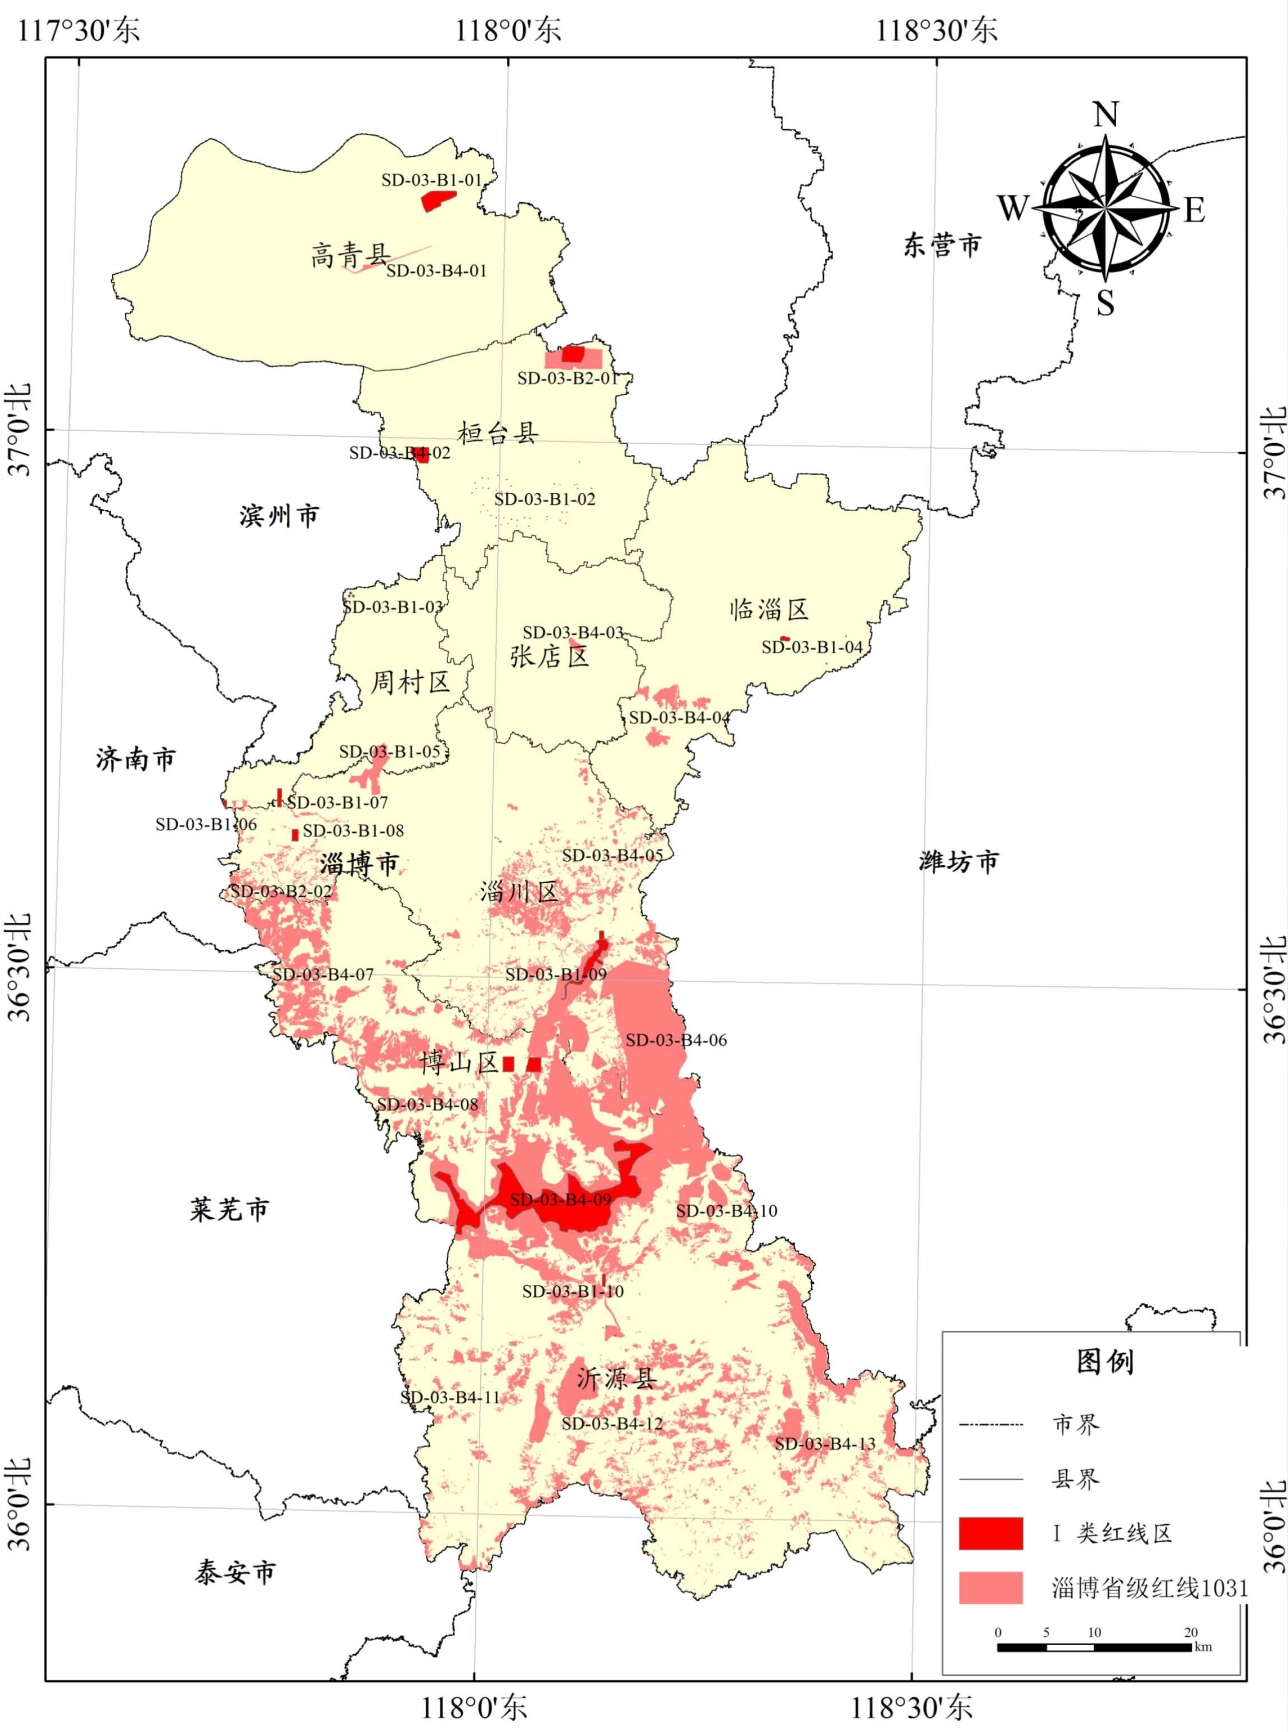 117°30'东
118°0'东
118°30'东
N
W
E
S
SD-03-B1-01
东营市
高青县
SD-03-B4-01
SD-03-B2-01
37°0'北
37°0'北
桓台县
SD-03-B4-02
SD-03-B1-02
滨州市
SD-03-B1-03
临淄区
SD-03-B4-03
SD-03-B1-04
张店区
周村区
SD-03-B4-04
SD-03-B1-05
济南市
SD-03-B1-07
SD-03-B1-06
SD-03-B1-08
SD-03-B4-05
淄博市
潍坊市
SD-03-B2-02
淄川区
36°30'北
36°30'北
SD-03-B4-07
SD-03-B1-09
SD-03-B4-06
博山区
SD-03-B4-08
SD-03-B4-09
莱芜市
SD-03-B4-10
SD-03-B1-10
沂源县
SD-03-B4-11
SD-03-B4-12
SD-03-B4-13
36°0'北
36°0'北
泰安市
图例
市界
县界
I 类红线区
淄博省级红线1031
0 5 10 20
km
118°0'东
118°30'东